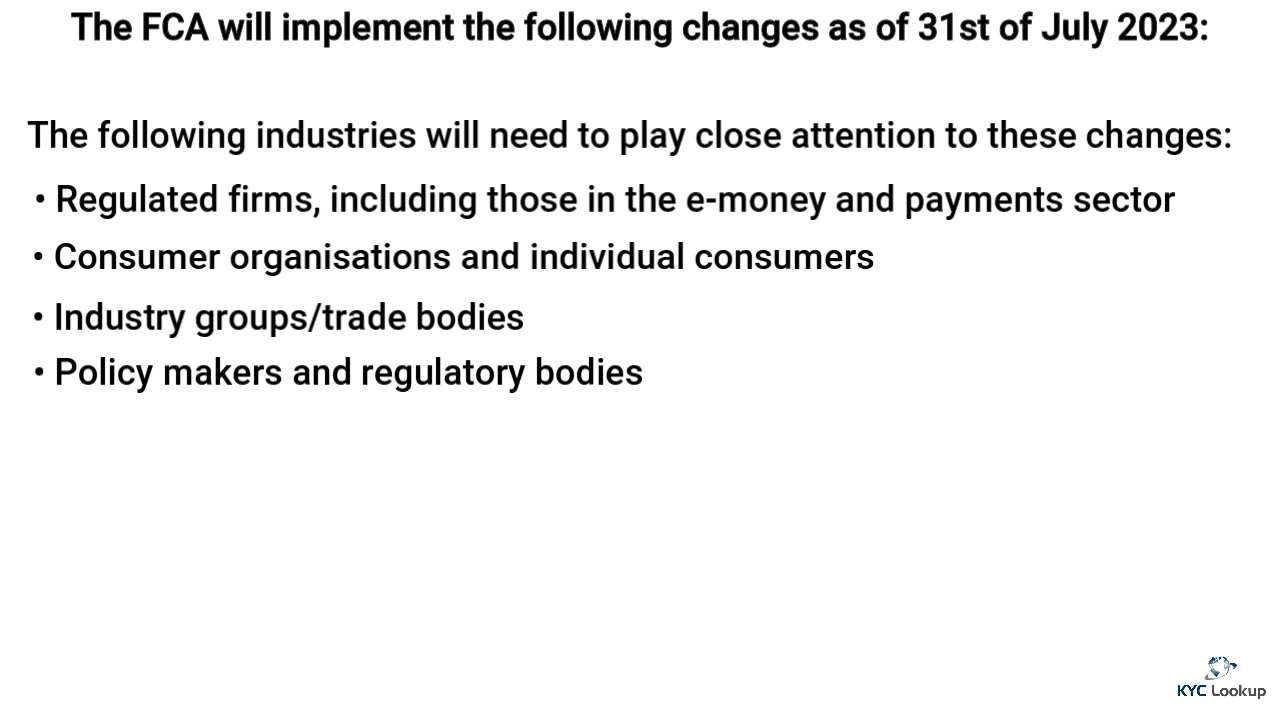 The FCA will implement the following changes as of 31st of July 2023:
The following industries will need to play close attention to these changes:
• Regulated firms, including those in the e-money and payments sector
• Consumer organisations and individual consumers
• Industry groups/trade bodies
• Policy makers and regulatory bodies
KYC Lookup